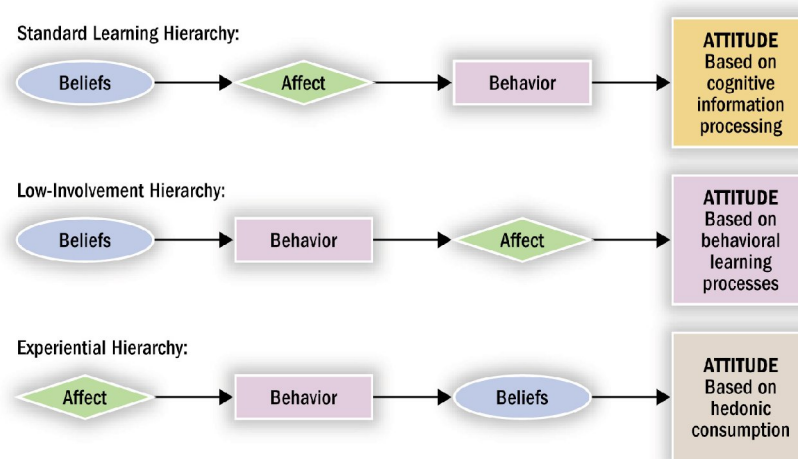 Standard Learning Hierarchy:
Beliefs
Affect
Behavior
ATTITUDE
Based on
cognitive
information
processing
Low-Involvement Hierarchy:
Beliefs
Behavior
Affect
ATTITUDE
Based on
behavioral
learning
processes
Experiential Hierarchy:
Affect
Behavior
Beliefs
ATTITUDE
Based on
hedonic
consumption